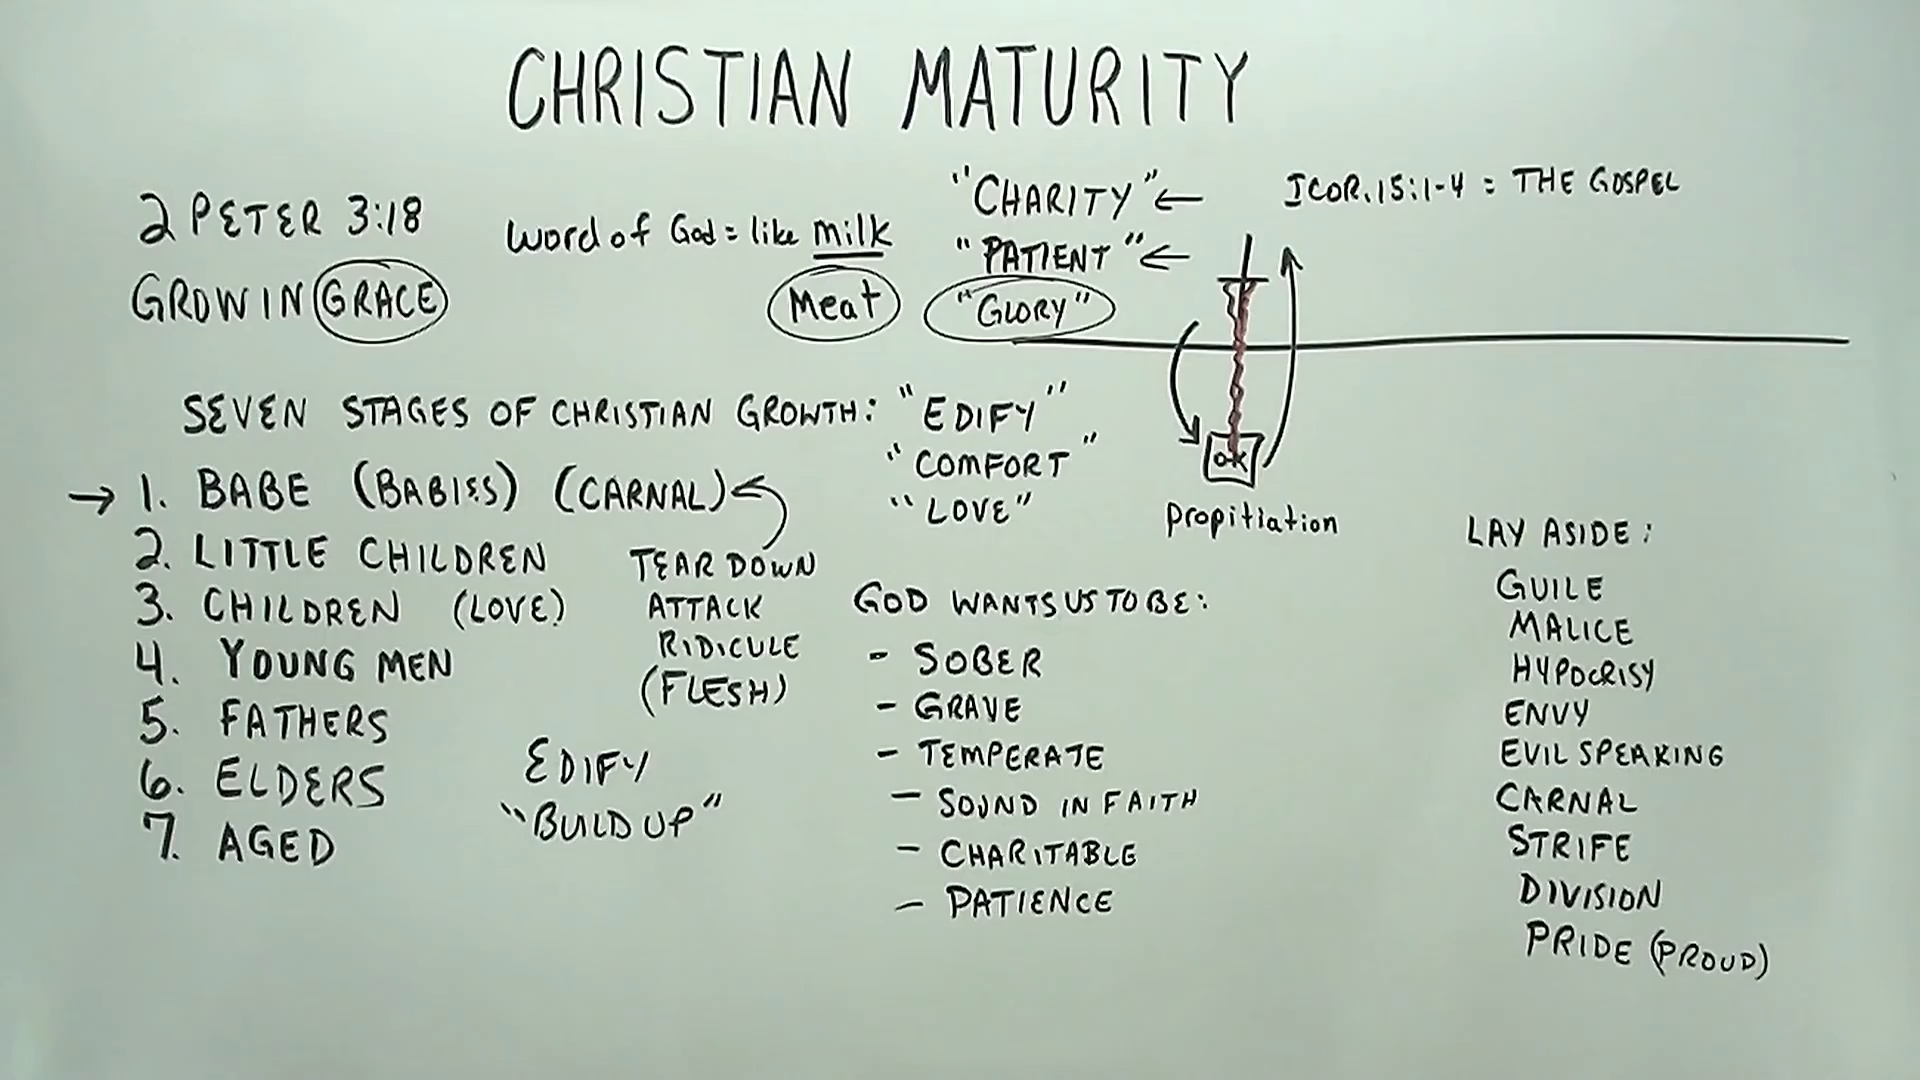 CHRISTIAN MATURITY
2 PETER 3:18
GROW IN GRACE
Word of God = like milk
Meat
"CHARITY" ←
"PATIENT" ←
"GLORY"
I COR. 15:1-4 = THE GOSPEL
SEVEN STAGES OF CHRISTIAN GROWTH:
→ 1. BABE (BABIES) (CARNAL)
2. LITTLE CHILDREN
3. CHILDREN (LOVE)
4. YOUNG MEN
5. FATHERS
6. ELDERS
7. AGED
TEAR DOWN
ATTACK
RIDICULE
(FLESH)
EDIFY
"BUILD UP"
"EDIFY"
"COMFORT"
"LOVE"
OK
Propitiation
GOD WANTS US TO BE:
- SOBER
- GRAVE
- TEMPERATE
- SOUND IN FAITH
- CHARITABLE
- PATIENCE
LAY ASIDE:
GUILE
MALICE
HYPOCRISY
ENVY
EVIL SPEAKING
CARNAL
STRIFE
DIVISION
PRIDE (PROUD)